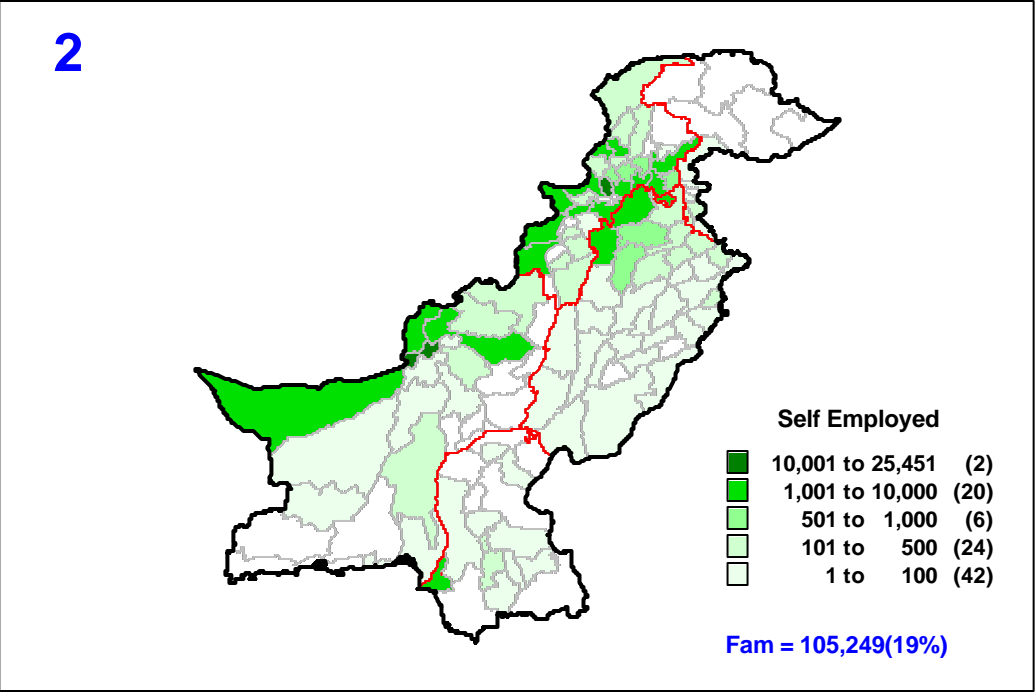 2
Self Employed
10,001 to 25,451 (2)
1,001 to 10,000 (20)
501 to 1,000 (6)
101 to 500 (24)
1 to 100 (42)
Fam = 105,249(19%)